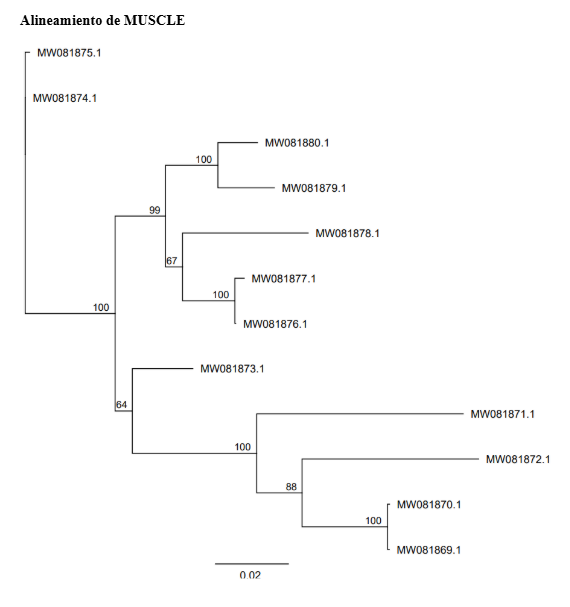 Alineamiento de MUSCLE
MW081875.1
MW081874.1
MW081880.1
100
MW081879.1
99
MW081878.1
67
MW081877.1
100
MW081876.1
100
MW081873.1
64
MW081871.1
100
MW081872.1
88
MW081870.1
100
MW081869.1
0.02